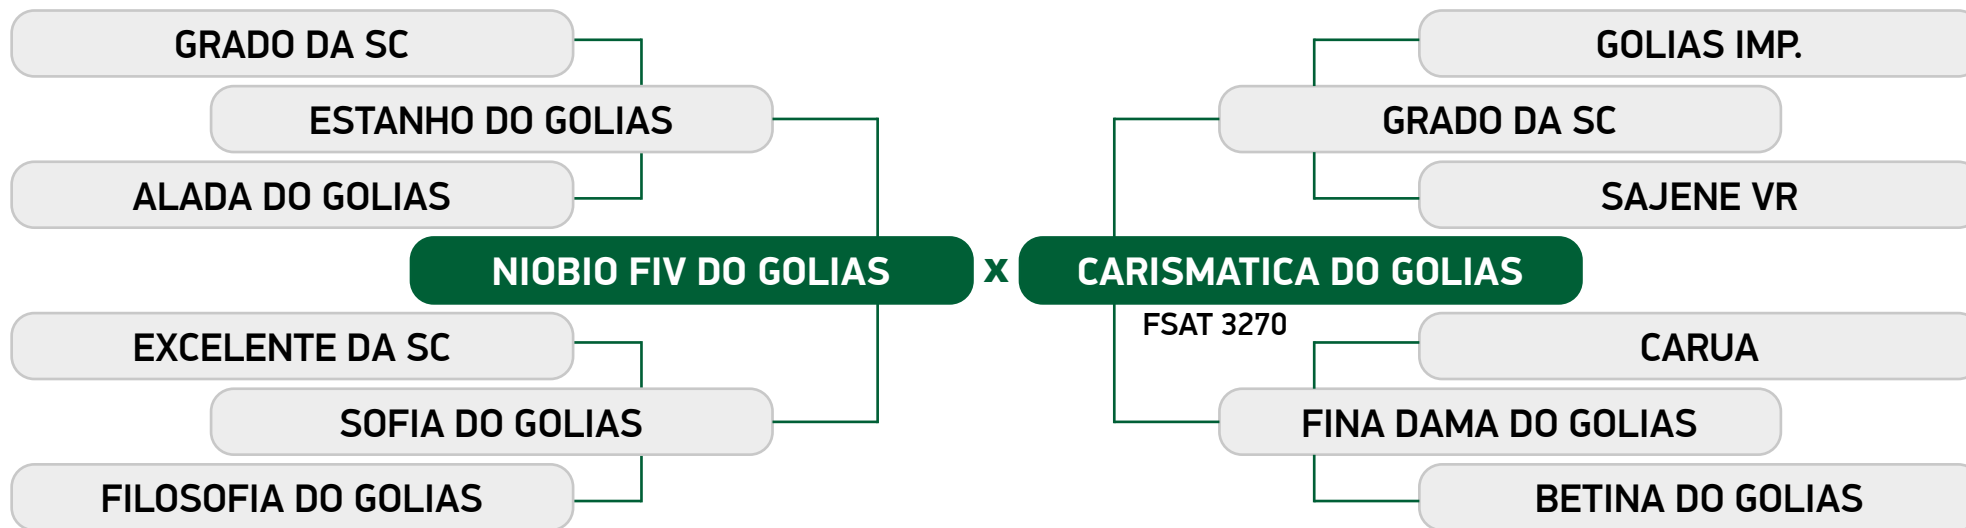 GRADO DA SC
GOLIAS IMP.
ESTANHO DO GOLIAS
GRADO DA SC
ALADA DO GOLIAS
SAJENE VR
NIOBIO FIV DO GOLIAS x CARISMATICA DO GOLIAS
FSAT 3270
EXCELENTE DA SC
CARUA
SOFIA DO GOLIAS
FINA DAMA DO GOLIAS
FILOSOFIA DO GOLIAS
BETINA DO GOLIAS